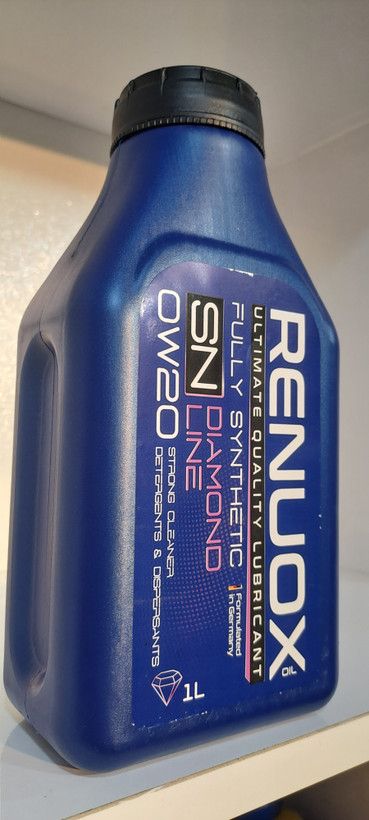 RENUOX OIL
ULTIMATE QUALITY LUBRICANT
FULLY SYNTHETIC
Formulated
in Germany
SN DIAMOND
LINE
0W20
STRONG CLEANER
DETERGENTS & DISPERSANTS
1L